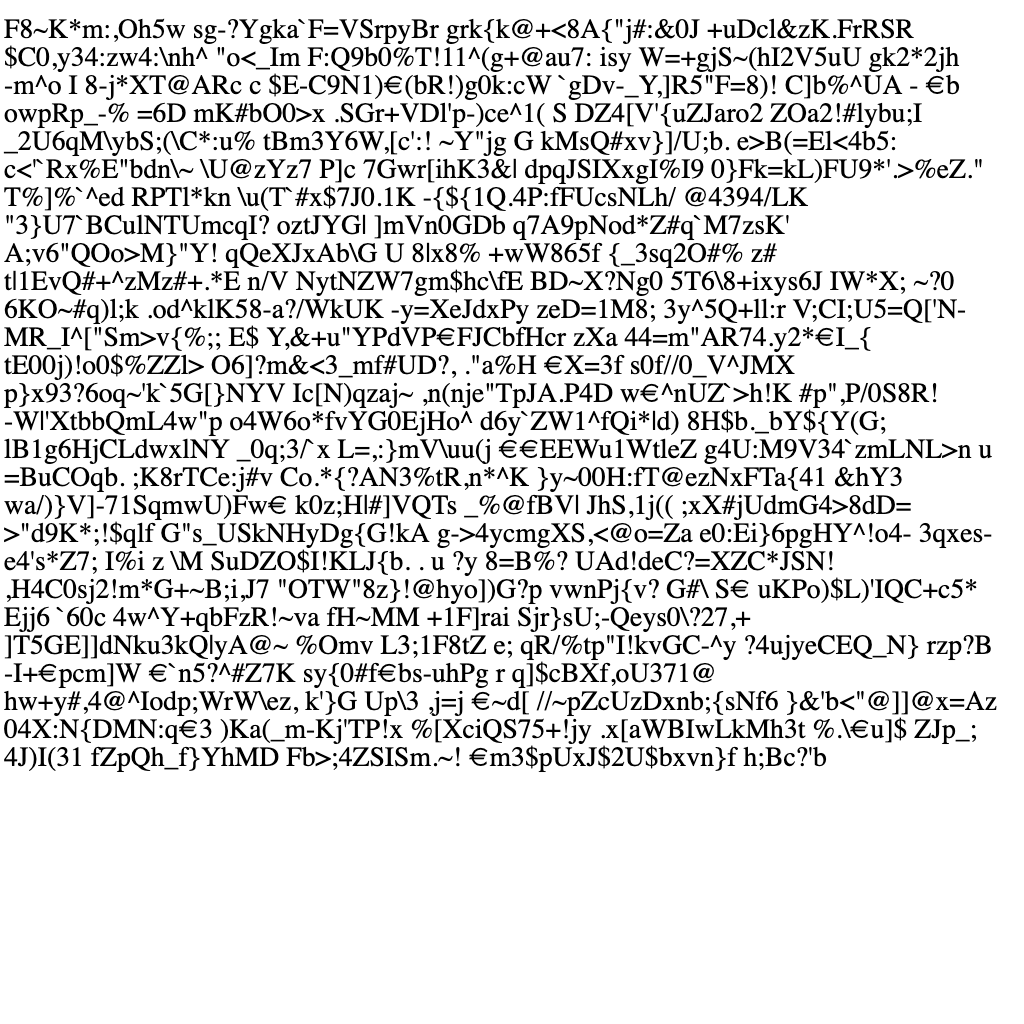 F8~K*m:,Oh5w sg-?Ygka`F=VSrpyBr grk{k@+<8A{"j#:&0J +uDcl&zK.FrRSR
$C0,y34:zw4:\nh^ "o<_Im F:Q9b0%T!11^(g+@au7: isy W=+gjS~(hI2V5uU gk2*2jh
-m^o I 8-j*XT@ARc c $E-C9N1)€(bR!)g0k:cW `gDv-_Y,]R5"F=8)! C]b%^UA - €b
owpRp_-% =6D mK#bO0>x .SGr+VDl'p-)ce^1( S DZ4[V'{uZJaro2 ZOa2!#lybu;I
_2U6qM\ybS;(\C*:u% tBm3Y6W,[c':! ~Y"jg G kMsQ#xv}]/U;b. e>B(=El<4b5:
c<'`Rx%E"bdn\~ \U@zYz7 P]c 7Gwr[ihK3&| dpqJSIXxgI%I9 0}Fk=kL)FU9*'.>%eZ."
T%]%`^ed RPTl*kn \u(T`#x$7J0.1K -{${1Q.4P:fFUcsNLh/ @4394/LK
"3}U7`BCulNTUmcqI? oztJYG| ]mVn0GDb q7A9pNod*Z#q`M7zsK'
A;v6"QOo>M}"Y! qQeXJxAb\G U 8|x8% +wW865f {_3sq2O#% z#
t|1EvQ#+^zMz#+.*E n/V NytNZW7gm$hc\fE BD~X?Ng0 5T6\8+ixys6J IW*X; ~?0
6KO~#q)l;k .od^klK58-a?/WkUK -y=XeJdxPy zeD=1M8; 3y^5Q+ll:r V;CI;U5=Q['N-
MR_I^["Sm>v{%;; E$ Y,&+u"YPdVP€FJCbfHcr zXa 44=m"AR74.y2*€I_{
tE00j)!o0$%ZZl> O6]?m&<3_mf#UD?, ."a%H €X=3f s0f//0_V^JMX
p}x93?6oq~'k`5G[}NYV Ic[N)qzaj~ ,n(nje"TpJA.P4D w€^nUZ`>h!K #p",P/0S8R!
-W|'XtbbQmL4w"p o4W6o*fvYG0EjHo^ d6y`ZW1^fQi*ld) 8H$b._bY${Y(G;
lB1g6HjCLdwxlNY _0q;3/`x L=,:}mV\uu(j €€EEWu1WtleZ g4U:M9V34`zmLNL>n u
=BuCOqb. ;K8rTCe:j#v Co.*{?AN3%tR,n*^K }y~00H:fT@ezNxFTa{41 &hY3
wa/)}V]-71SqmwU)Fw€ k0z;H|#]VQTs _%@fBV| JhS,1j(( ;xX#jUdmG4>8dD=
>"d9K*;!$qlf G"s_USkNHyDg{G!kA g->4ycmgXS,<@o=Za e0:Ei}6pgHY^!o4- 3qxes-
e4's*Z7; I%i z \M SuDZO$I!KLJ{b. . u ?y 8=B%? UAd!deC?=XZC*JSN!
,H4C0sj2!m*G+~B;i,J7 "OTW"8z}!@hyo])G?p vwnPj{v? G#\ S€ uKPo)$L)'IQC+c5*
Ejj6 `60c 4w^Y+qbFzR!~va fH~MM +1F]rai Sjr}sU;-Qeys0\?27,+
]T5GE]]dNku3kQ|yA@~ %Omv L3;1F8tZ e; qR/%tp"I!kvGC-^y ?4ujyeCEQ_N} rzp?B
-I+€pcm]W €`n5?^#Z7K sy{0#f€bs-uhPg r q]$cBXf,oU371@
hw+y#,4@^Iodp;WrW\ez, k'}G Up\3 ,j=j €~d[ //~pZcUzDxnb;{sNf6 }&'b<"@]]@x=Az
04X:N{DMN:q€3 )Ka(_m-Kj'TP!x %[XciQS75+!jy .x[aWBIwLkMh3t %.\€u]$ ZJp_;
4J)I(31 fZpQh_f}YhMD Fb>;4ZSISm.~! €m3$pUxJ$2U$bxvn}f h;Bc?'b